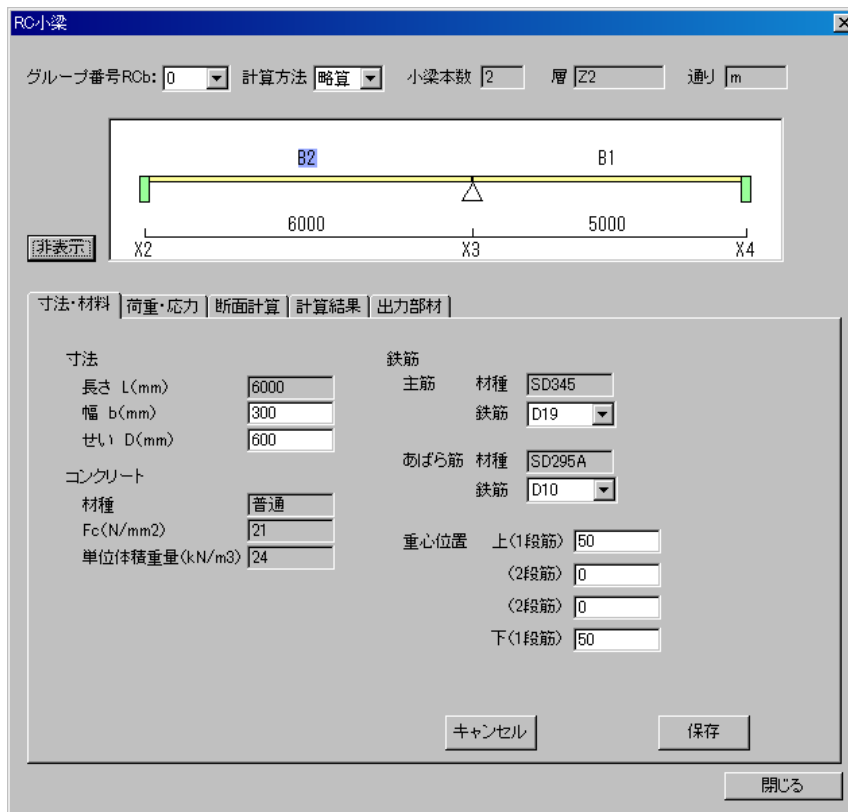 RC小梁
グループ番号RCb: 0 計算方法 略算 小梁本数 2 層 Z2 通り m
B2 B1
6000 5000
非表示 X2 X3 X4
寸法・材料 荷重・応力 断面計算 計算結果 出力部材
寸法 鉄筋
長さ L(mm) 6000 主筋 材種 SD345
幅 b(mm) 300 鉄筋 D19
せい D(mm) 600
あばら筋 材種 SD295A
コンクリート
材種 普通 鉄筋 D10
Fc(N/mm2) 21 重心位置 上(1段筋) 50
単位体積重量(kN/m3) 24
(2段筋) 0
(2段筋) 0
下(1段筋) 50
キャンセル 保存
閉じる